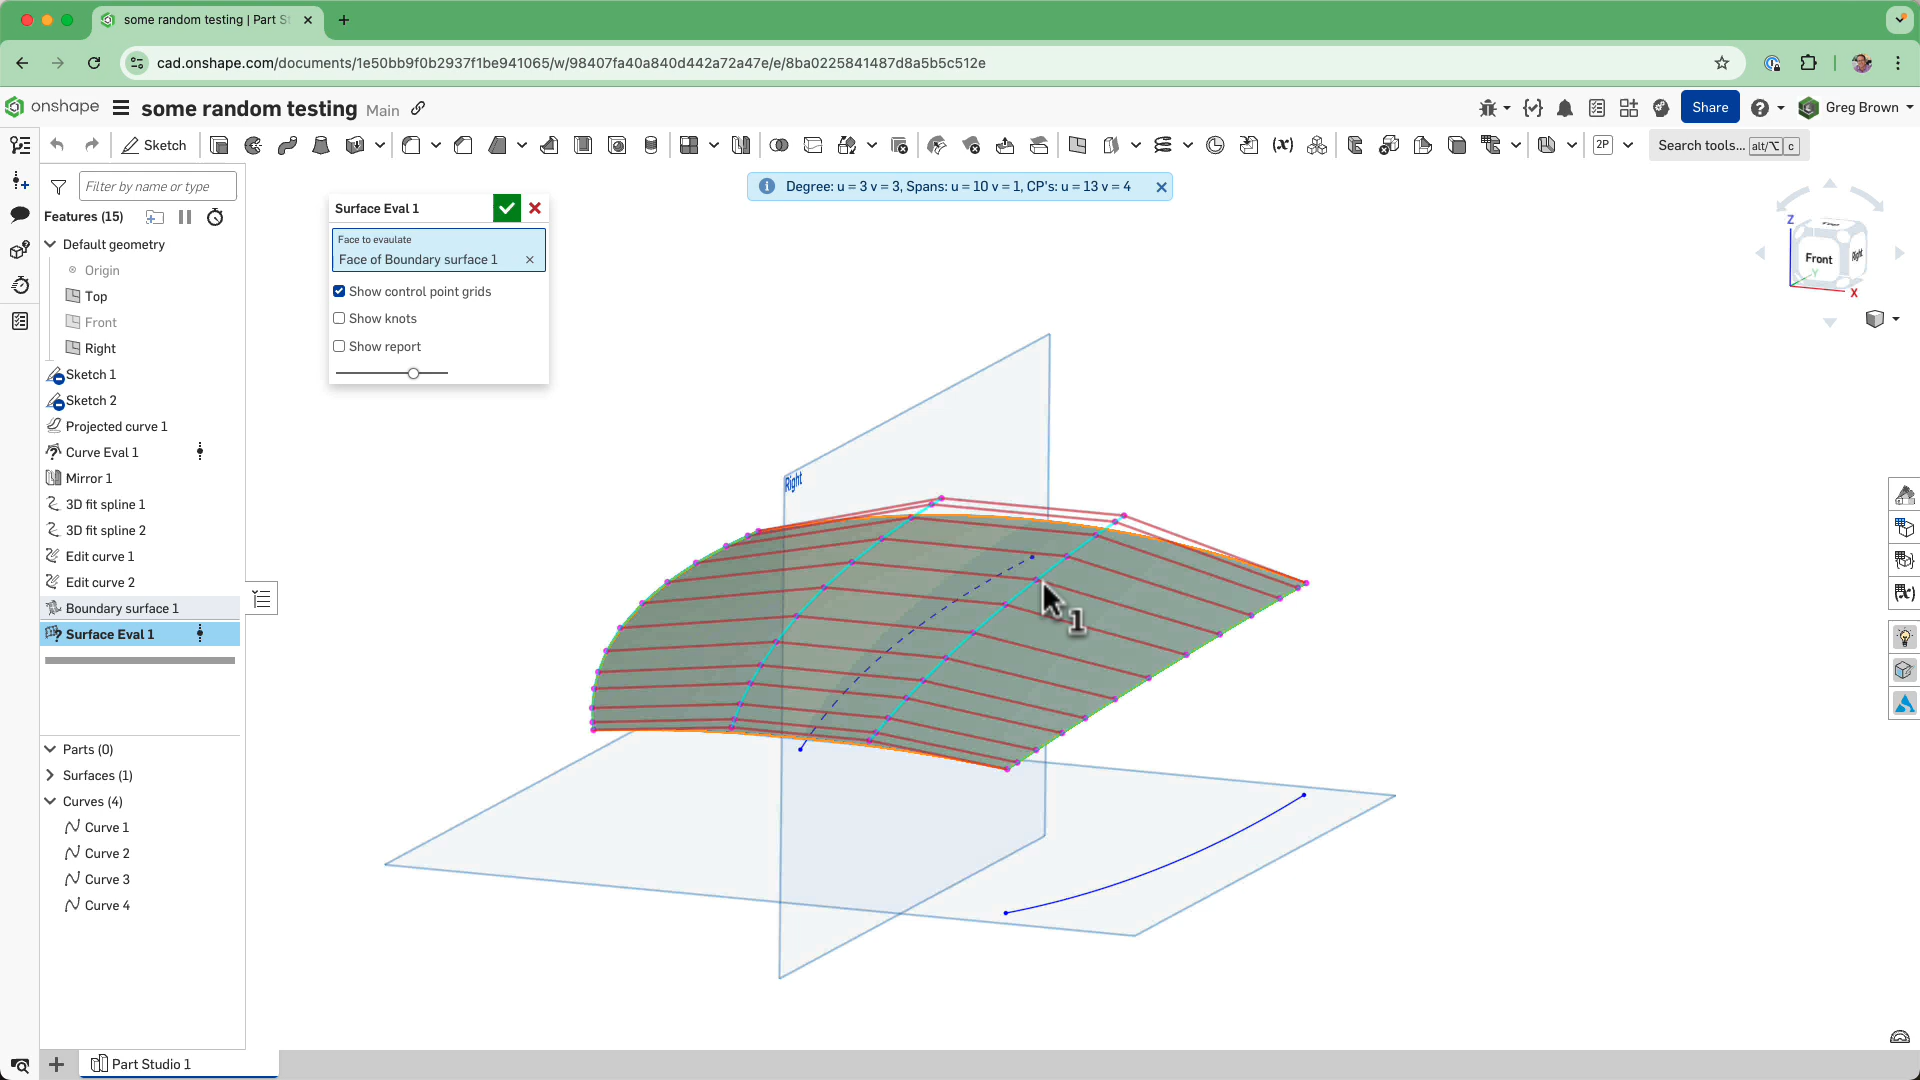 some random testing | Part S
cad.onshape.com/documents/1e50bb9f0b2937f1be941065/w/98407fa40a840d442a72a47e/e/8ba0225841487d8a5b5c512e
onshape
some random testing Main
Share
Greg Brown
Sketch
2P
Search tools... alt/⌥ c
Filter by name or type
Features (15)
Default geometry
Origin
Top
Front
Right
Sketch 1
Sketch 2
Projected curve 1
Curve Eval 1
Mirror 1
3D fit spline 1
3D fit spline 2
Edit curve 1
Edit curve 2
Boundary surface 1
Surface Eval 1
Parts (0)
Surfaces (1)
Curves (4)
Curve 1
Curve 2
Curve 3
Curve 4
Surface Eval 1
Face to evaulate
Face of Boundary surface 1
Show control point grids
Show knots
Show report
Degree: u = 3 v = 3, Spans: u = 10 v = 1, CP's: u = 13 v = 4
Z
Front
Right
Y
X
Right
1
Part Studio 1